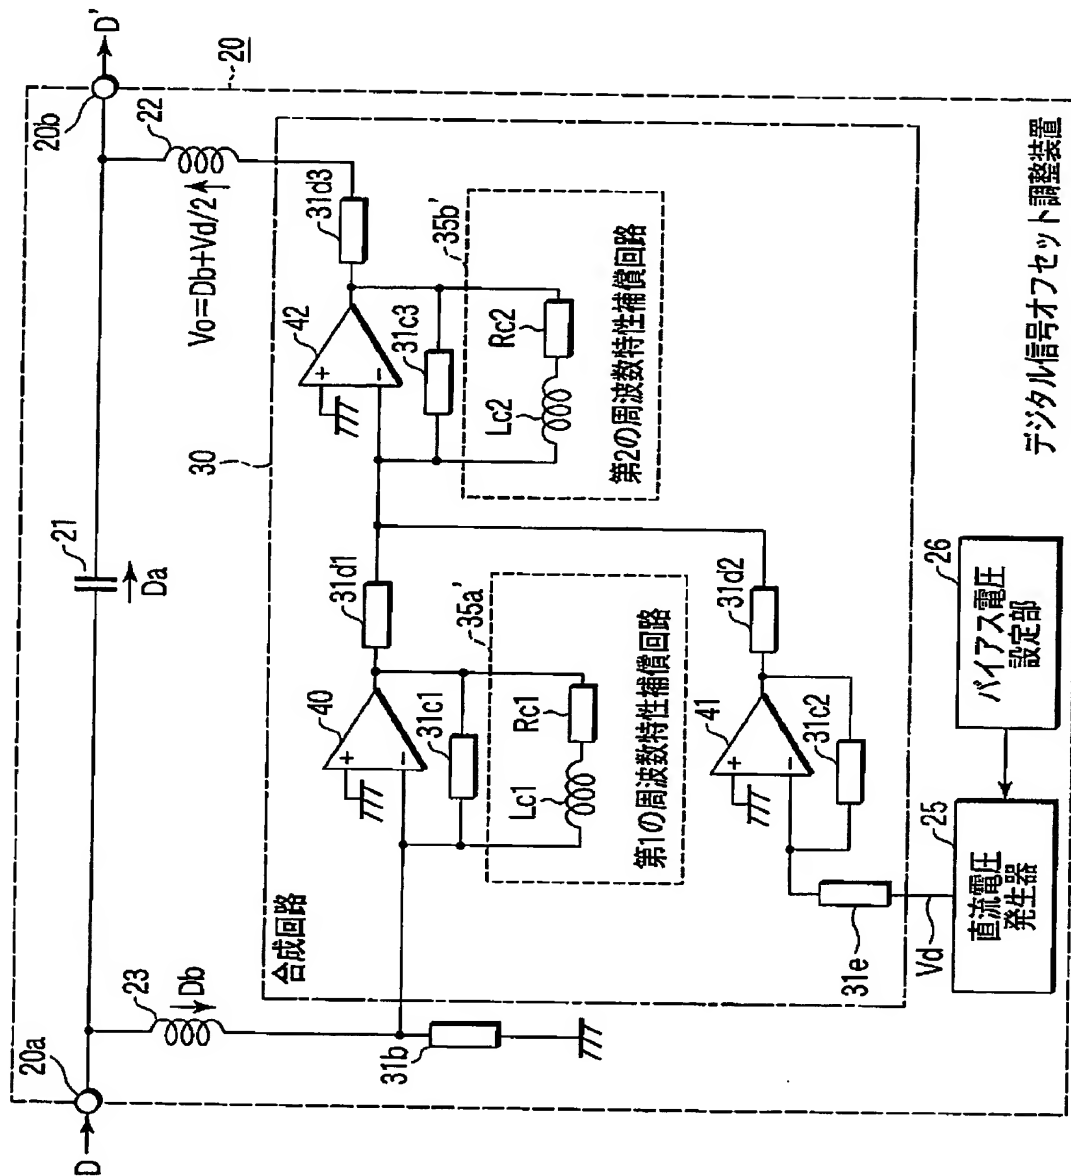 D
20a
23
Db
31b
21
Da
20b
D'
20
22
Vo=Db+Vd/2
30
合成回路
40
+
-
31c1
35a'
Lc1
Rc1
第1の周波数特性補償回路
31d1
42
+
-
31c3
31d3
35b'
Lc2
Rc2
第2の周波数特性補償回路
41
+
-
31c2
31d2
31e
Vd
25
直流電圧
発生器
26
バイアス電圧
設定部
デジタル信号オフセット調整装置